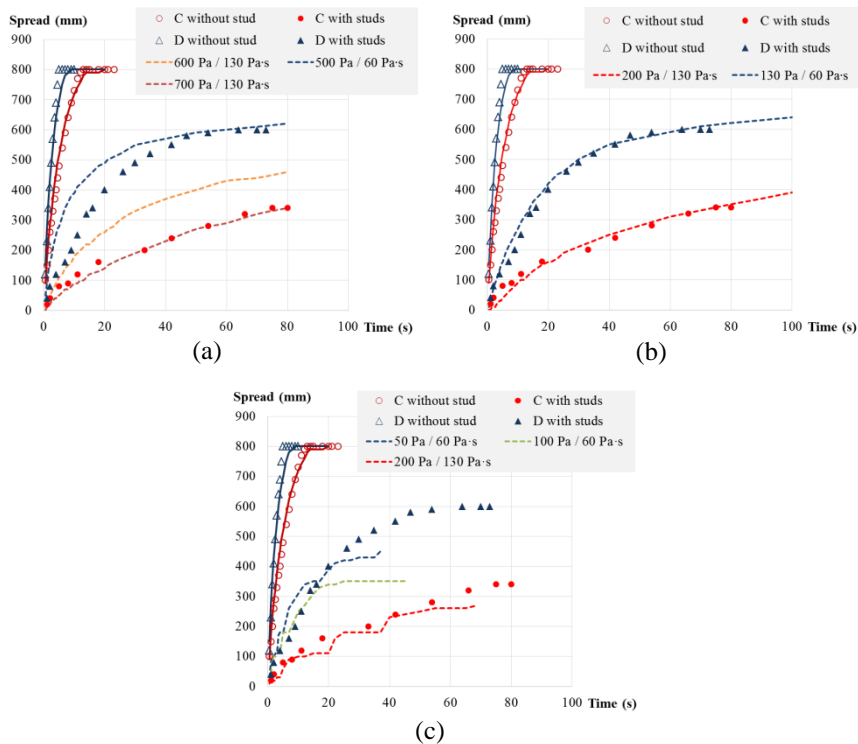 Spread (mm)
C without stud
C with studs
D without stud
D with studs
600 Pa / 130 Pa·s
500 Pa / 60 Pa·s
700 Pa / 130 Pa·s
900
800
700
600
500
400
300
200
100
0
0 20 40 60 80 100
Time (s)
(a)
Spread (mm)
C without stud
C with studs
D without stud
D with studs
200 Pa / 130 Pa·s
130 Pa / 60 Pa·s
900
800
700
600
500
400
300
200
100
0
0 20 40 60 80 100
Time (s)
(b)
Spread (mm)
C without stud
C with studs
D without stud
D with studs
50 Pa / 60 Pa·s
100 Pa / 60 Pa·s
200 Pa / 130 Pa·s
900
800
700
600
500
400
300
200
100
0
0 20 40 60 80 100
Time (s)
(c)